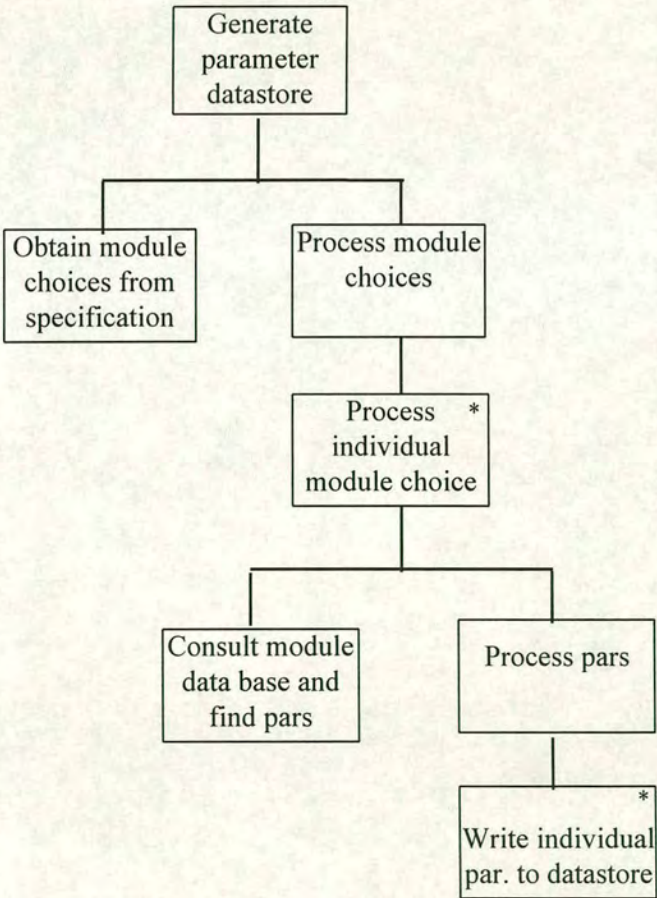 Generate
parameter
datastore
Obtain module
choices from
specification
Process module
choices
Process *
individual
module choice
Consult module
data base and
find pars
Process pars
*
Write individual
par. to datastore